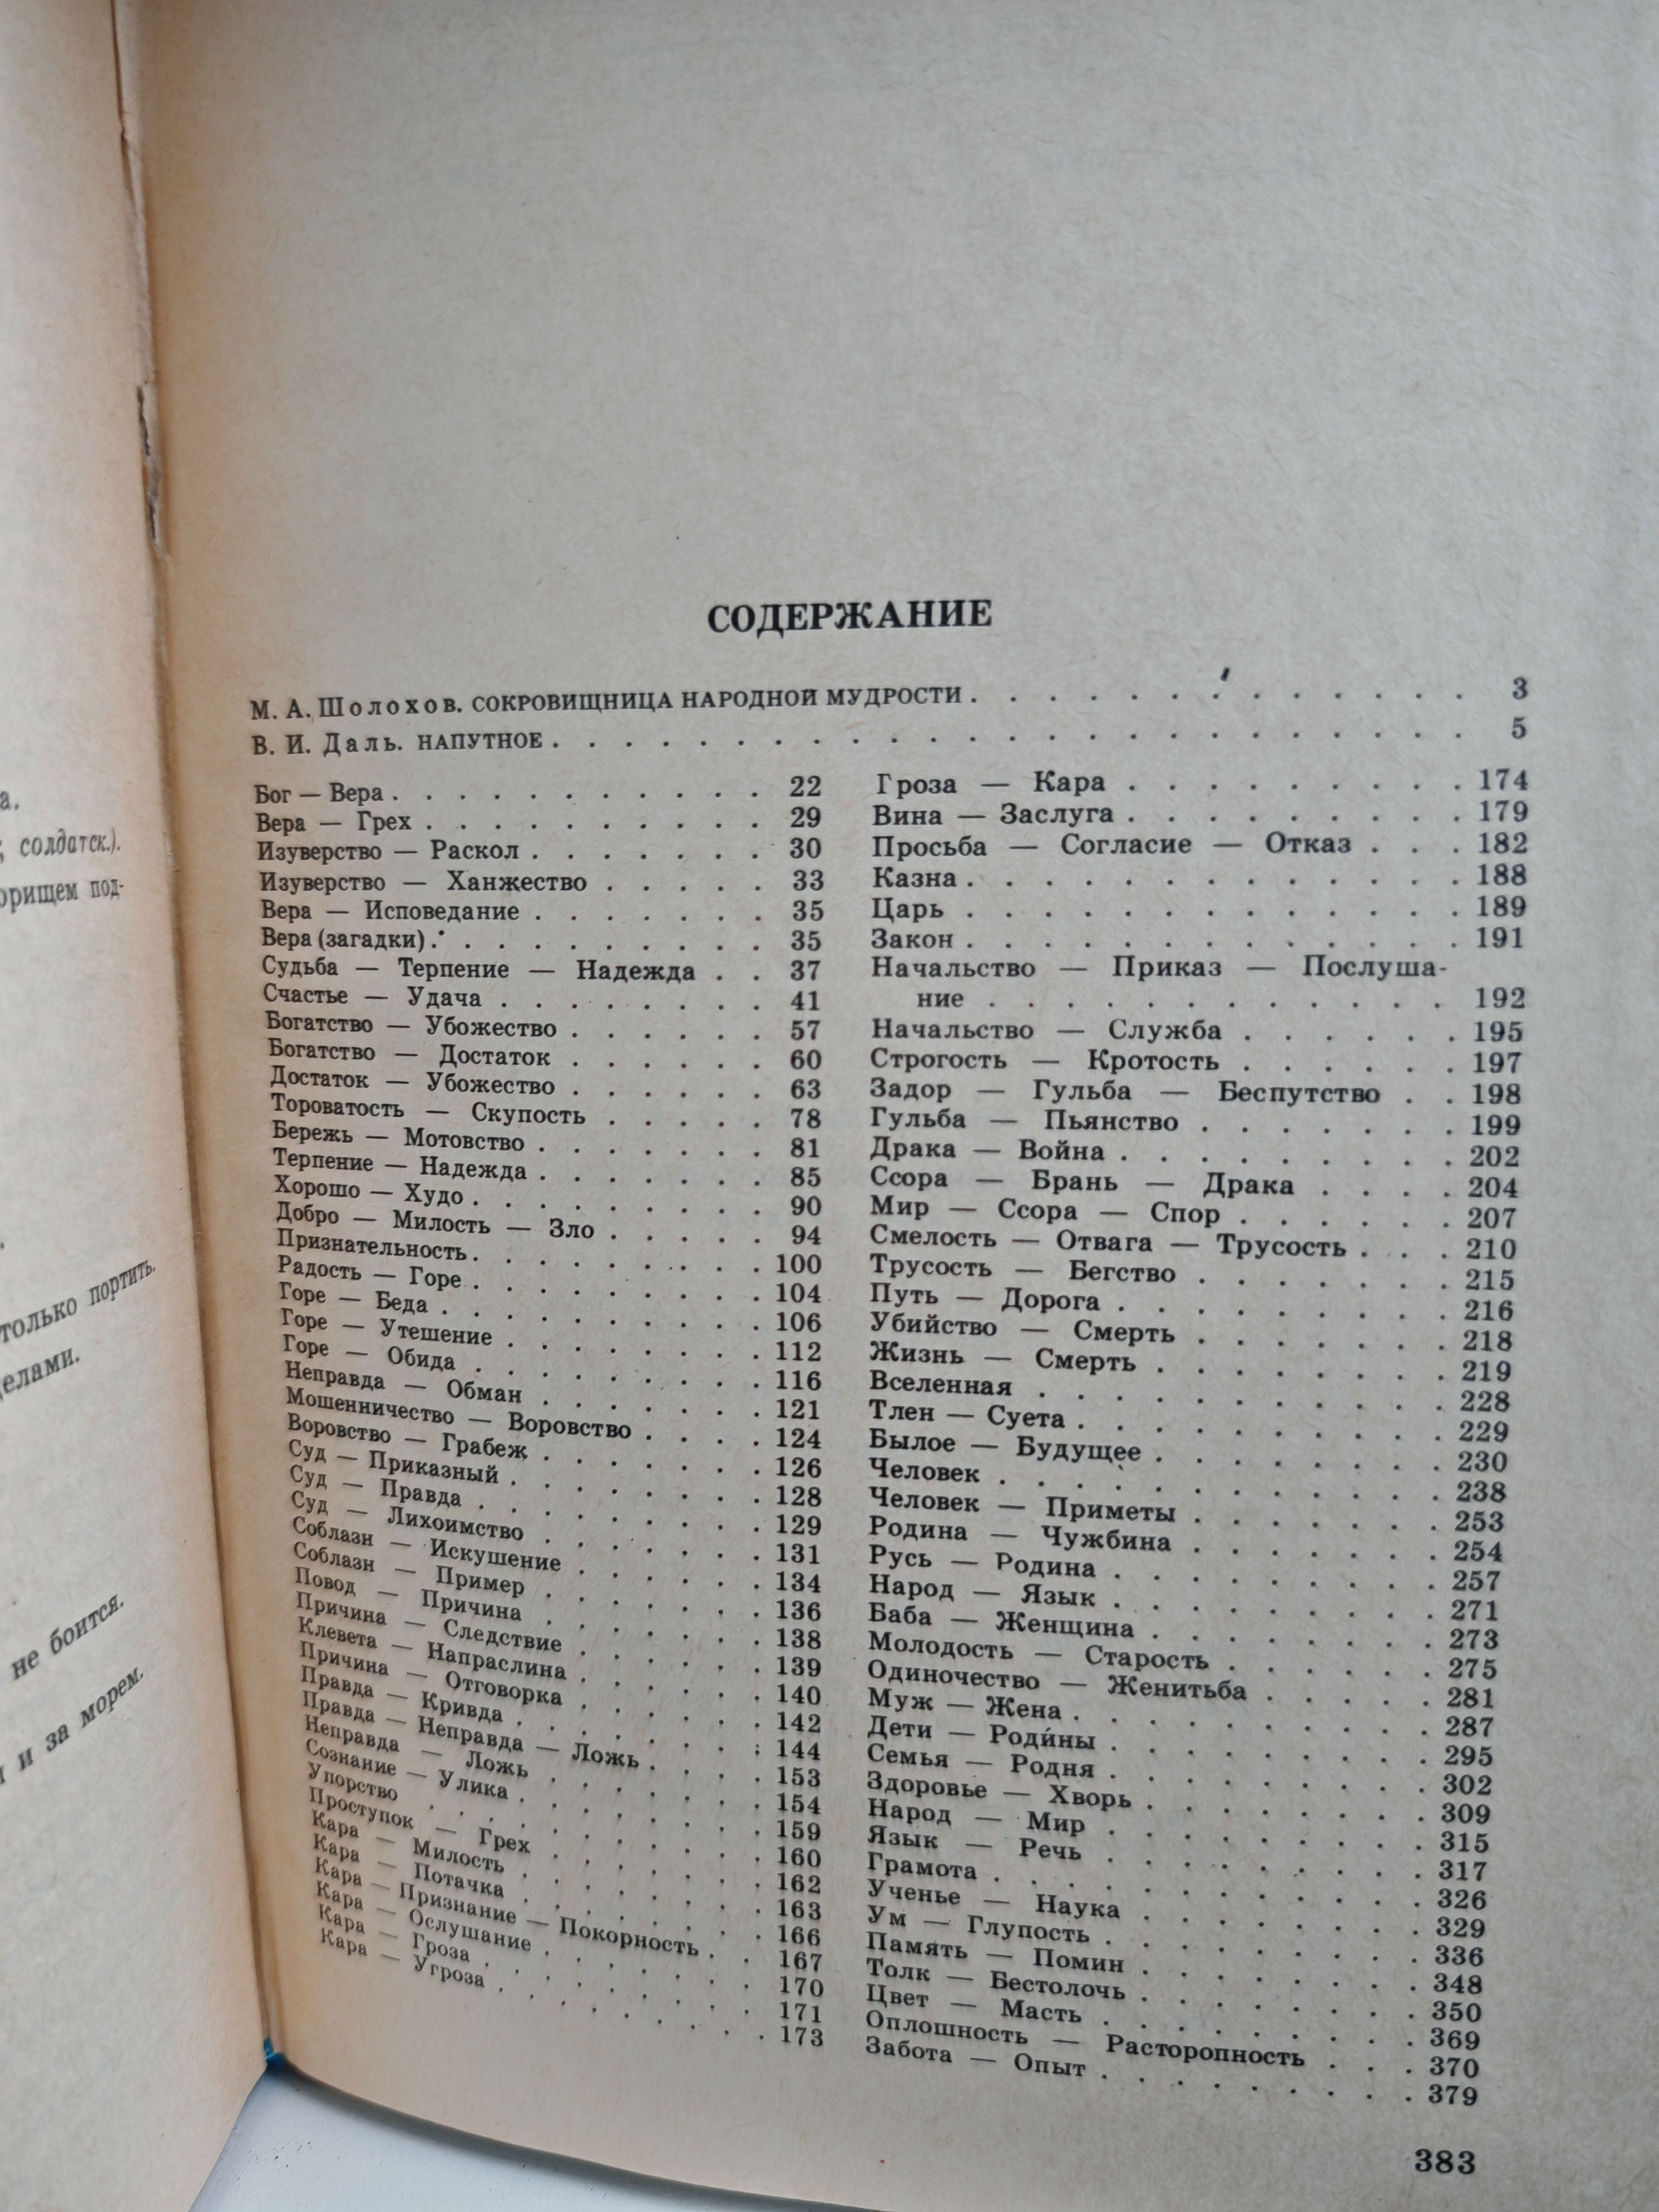 а.
солдатск.).
орищем под-
только портить.
делами.
не боится.
и за морем.
СОДЕРЖАНИЕ
М. А. Шолохов. СОКРОВИЩНИЦА НАРОДНОЙ МУДРОСТИ . . . 3
В. И. Даль. НАПУТНОЕ . . . 5
Бог — Вера . . . 22
Вера — Грех . . . 29
Изуверство — Раскол . . . 30
Изуверство — Ханжество . . . 33
Вера — Исповедание . . . 35
Вера (загадки) . . . 35
Судьба — Терпение — Надежда . . 37
Счастье — Удача . . . 41
Богатство — Убожество . . . 57
Богатство — Достаток . . . 60
Достаток — Убожество . . . 63
Тороватость — Скупость . . . 78
Бережь — Мотовство . . . 81
Терпение — Надежда . . . 85
Хорошо — Худо . . . 90
Добро — Милость — Зло . . . 94
Признательность . . . 100
Радость — Горе . . . 104
Горе — Беда . . . 106
Горе — Утешение . . . 112
Горе — Обида . . . 116
Неправда — Обман . . . 121
Мошенничество — Воровство . . . 124
Воровство — Грабеж . . . 126
Суд — Приказный . . . 128
Суд — Правда . . . 129
Суд — Лихоимство . . . 131
Соблазн — Искушение . . . 134
Соблазн — Пример . . . 136
Повод — Причина . . . 138
Причина — Следствие . . . 139
Клевета — Напраслина . . . 140
Причина — Отговорка . . . 142
Правда — Кривда . . . 144
Правда — Неправда — Ложь . . . 153
Неправда — Ложь . . . 154
Сознание — Улика . . . 159
Упорство . . . 160
Проступок — Грех . . . 162
Кара — Милость . . . 163
Кара — Потачка . . . 166
Кара — Признание — Покорность . . 167
Кара — Ослушание . . . 170
Кара — Гроза . . . 171
Кара — Угроза . . . 173
Гроза — Кара . . . 174
Вина — Заслуга . . . 179
Просьба — Согласие — Отказ . . . 182
Казна . . . 188
Царь . . . 189
Закон . . . 191
Начальство — Приказ — Послуша-
ние . . . 192
Начальство — Служба . . . 195
Строгость — Кротость . . . 197
Задор — Гульба — Беспутство . . 198
Гульба — Пьянство . . . 199
Драка — Война . . . 202
Ссора — Брань — Драка . . . 204
Мир — Ссора — Спор . . . 207
Смелость — Отвага — Трусость . . . 210
Трусость — Бегство . . . 215
Путь — Дорога . . . 216
Убийство — Смерть . . . 218
Жизнь — Смерть . . . 219
Вселенная . . . 228
Тлен — Суета . . . 229
Былое — Будущее . . . 230
Человек . . . 238
Человек — Приметы . . . 253
Родина — Чужбина . . . 254
Русь — Родина . . . 257
Народ — Язык . . . 271
Баба — Женщина . . . 273
Молодость — Старость . . . 275
Одиночество — Женитьба . . . 281
Муж — Жена . . . 287
Дети — Роди́ны . . . 295
Семья — Родня . . . 302
Здоровье — Хворь . . . 309
Народ — Мир . . . 315
Язык — Речь . . . 317
Грамота . . . 326
Ученье — Наука . . . 329
Ум — Глупость . . . 336
Память — Помин . . . 348
Толк — Бестолочь . . . 350
Цвет — Масть . . . 369
Оплошность — Расторопность . . . 370
Забота — Опыт . . . 379
383